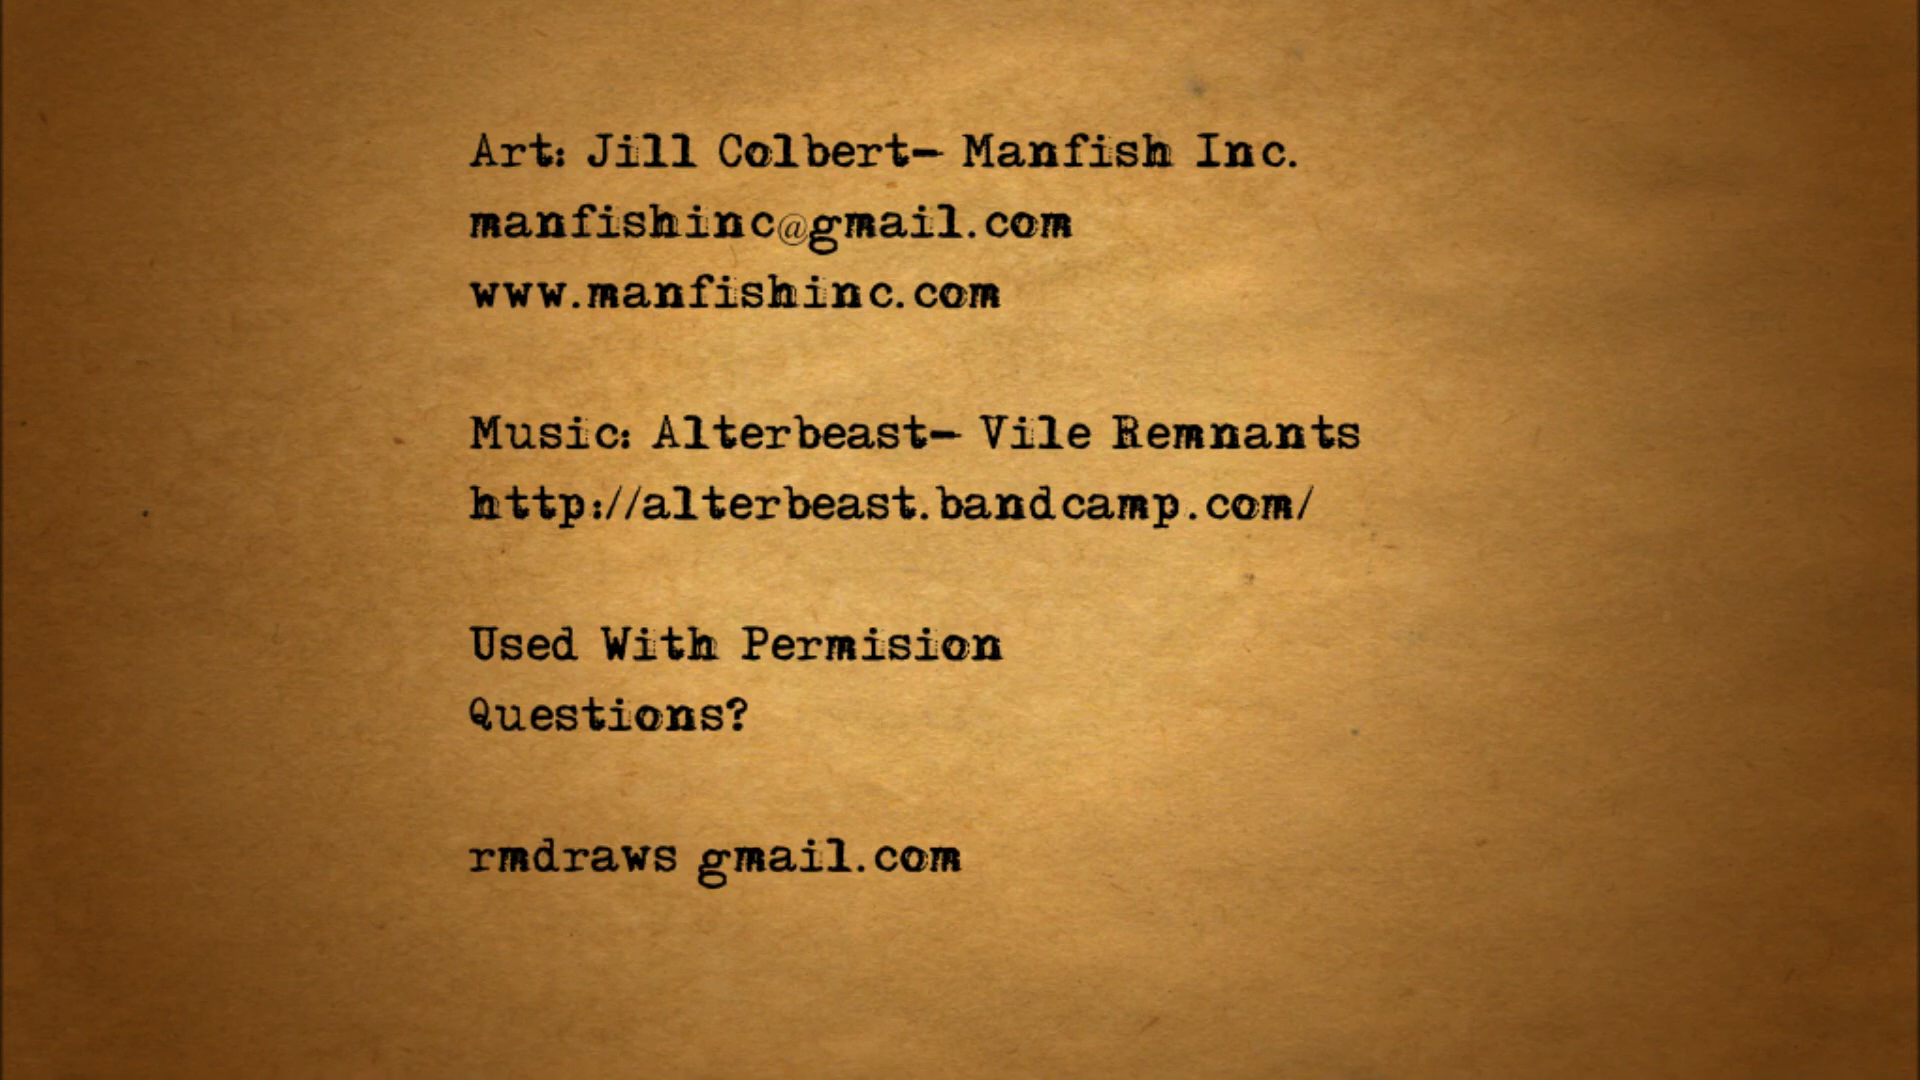 Art: Jill Colbert- Manfish Inc.
manfishinc@gmail.com
www.manfishinc.com
Music: Alterbeast- Vile Remnants
http://alterbeast.bandcamp.com/
Used With Permision
Questions?
rmdraws gmail.com